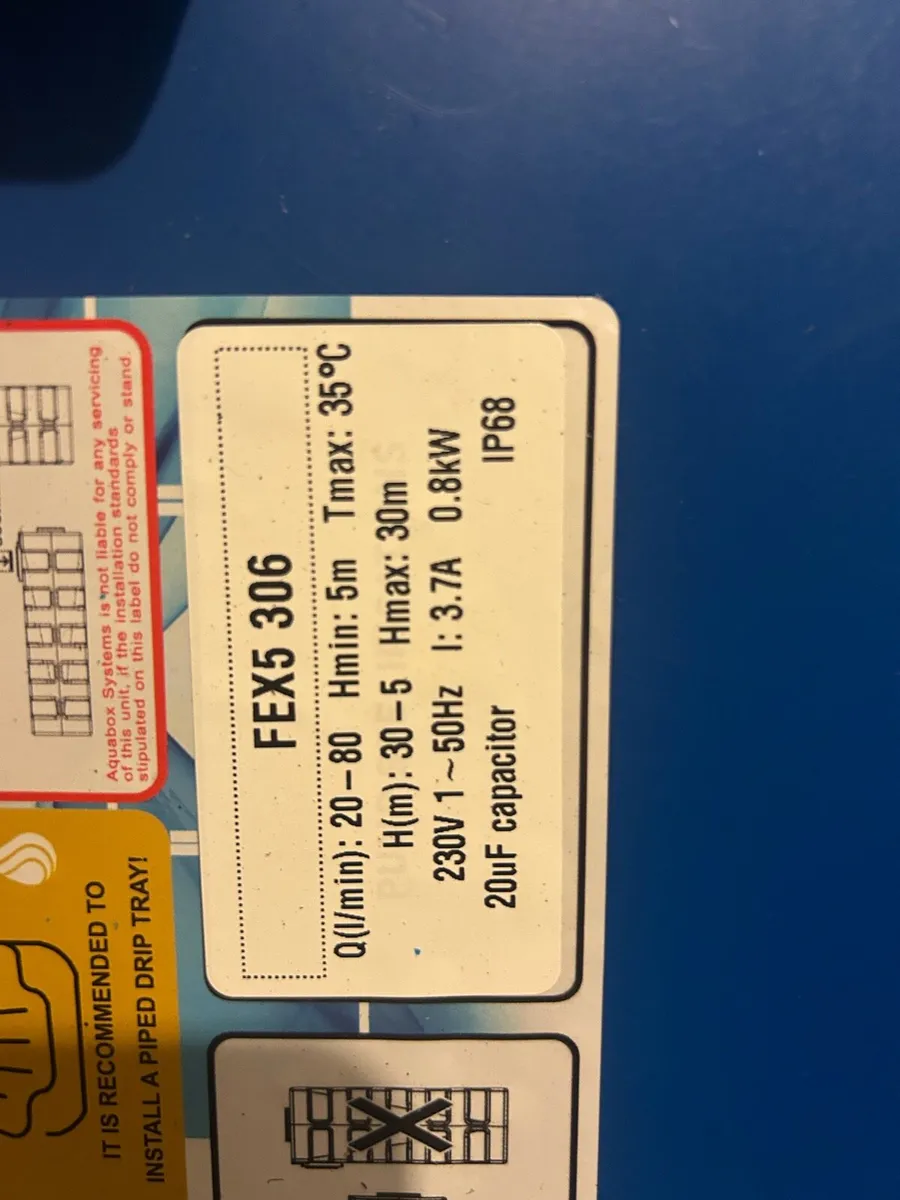 Aquabox Systems is not liable for any servicing
of this unit, if the installation standards
stipulated on this label do not comply or stand.
IT IS RECOMMENDED TO
INSTALL A PIPED DRIP TRAY!
FEX5 306
Q(l/min): 20–80 Hmin: 5m Tmax: 35°C
H(m): 30–5 Hmax: 30m
230V 1~50Hz I: 3.7A 0.8kW
20uF capacitor IP68